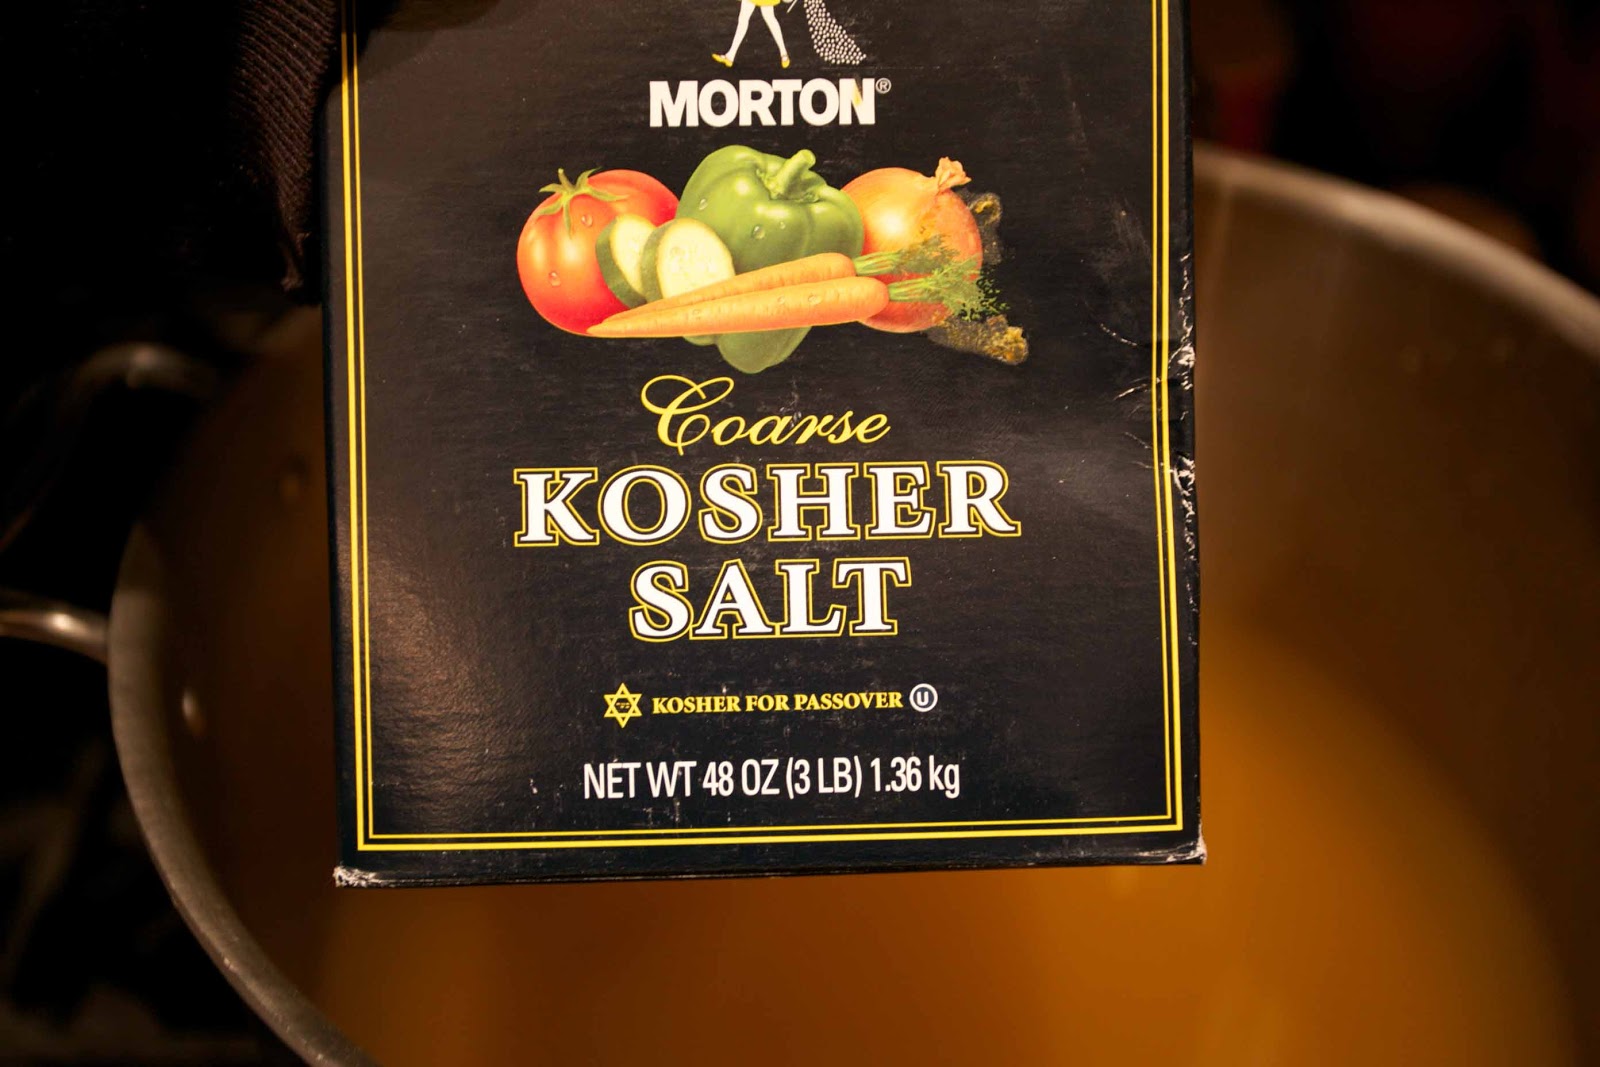 MORTON®
Coarse
KOSHER
SALT
KOSHER FOR PASSOVER Ⓤ
NET WT 48 OZ (3 LB) 1.36 kg